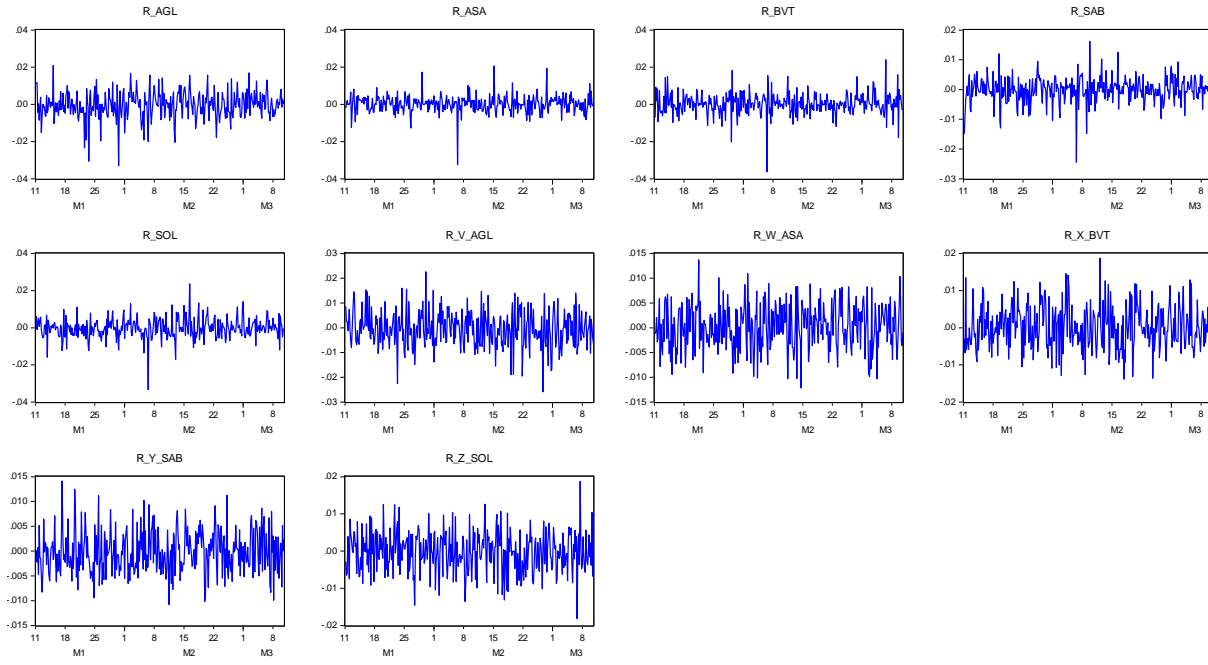 R_AGL R_ASA R_BVT R_SAB
.04 .04 .04 .02
.02 .02 .02 .01
.00 .00 .00 .00
-.01
-.02 -.02 -.02 -.02
-.04 -.04 -.04 -.03
11 18 25 1 8 15 22 1 8 11 18 25 1 8 15 22 1 8 11 18 25 1 8 15 22 1 8 11 18 25 1 8 15 22 1 8
M1 M2 M3 M1 M2 M3 M1 M2 M3 M1 M2 M3
R_SOL R_V_AGL R_W_ASA R_X_BVT
.04 .03 .015 .02
.02 .02 .010 .01
.01 .005
.00 .00 .000 .00
-.01 -.005
-.02 -.02 -.010 -.01
-.04 -.03 -.015 -.02
11 18 25 1 8 15 22 1 8 11 18 25 1 8 15 22 1 8 11 18 25 1 8 15 22 1 8 11 18 25 1 8 15 22 1 8
M1 M2 M3 M1 M2 M3 M1 M2 M3 M1 M2 M3
R_Y_SAB R_Z_SOL
.015 .02
.010 .01
.005
.000 .00
-.005
-.010 -.01
-.015 -.02
11 18 25 1 8 15 22 1 8 11 18 25 1 8 15 22 1 8
M1 M2 M3 M1 M2 M3